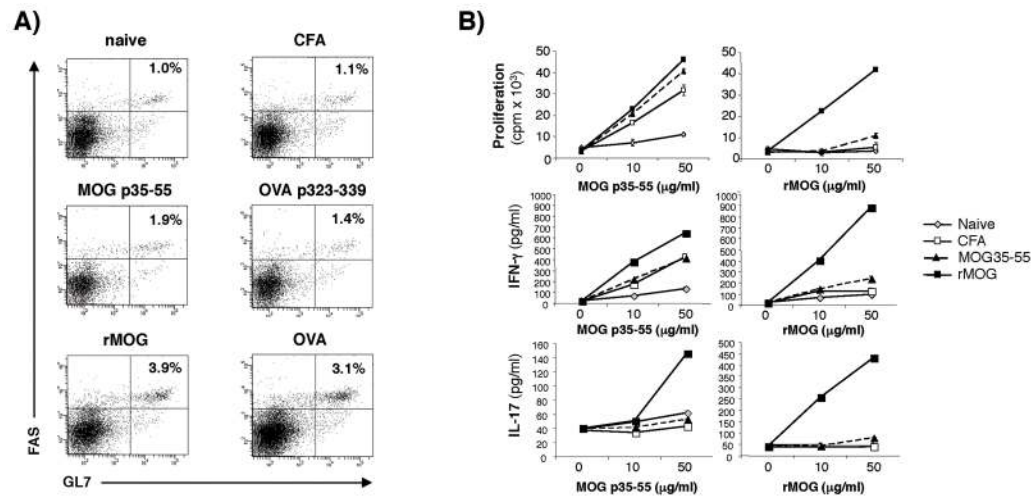 A)
naive
CFA
1.0%
1.1%
MOG p35-55
OVA p323-339
1.9%
1.4%
rMOG
OVA
3.9%
3.1%
FAS
GL7
B)
Proliferation
(cpm x 10³)
50
40
30
20
10
0
0 10 50
MOG p35-55 (μg/ml)
50
40
30
20
10
0
0 10 50
rMOG (μg/ml)
IFN-γ (pg/ml)
1000
900
800
700
600
500
400
300
200
100
0
0 10 50
MOG p35-55 (μg/ml)
1000
900
800
700
600
500
400
300
200
100
0
0 10 50
rMOG (μg/ml)
Naive
CFA
MOG35-55
rMOG
IL-17 (pg/ml)
160
140
120
100
80
60
40
20
0
0 10 50
MOG p35-55 (μg/ml)
500
450
400
350
300
250
200
150
100
50
0
0 10 50
rMOG (μg/ml)